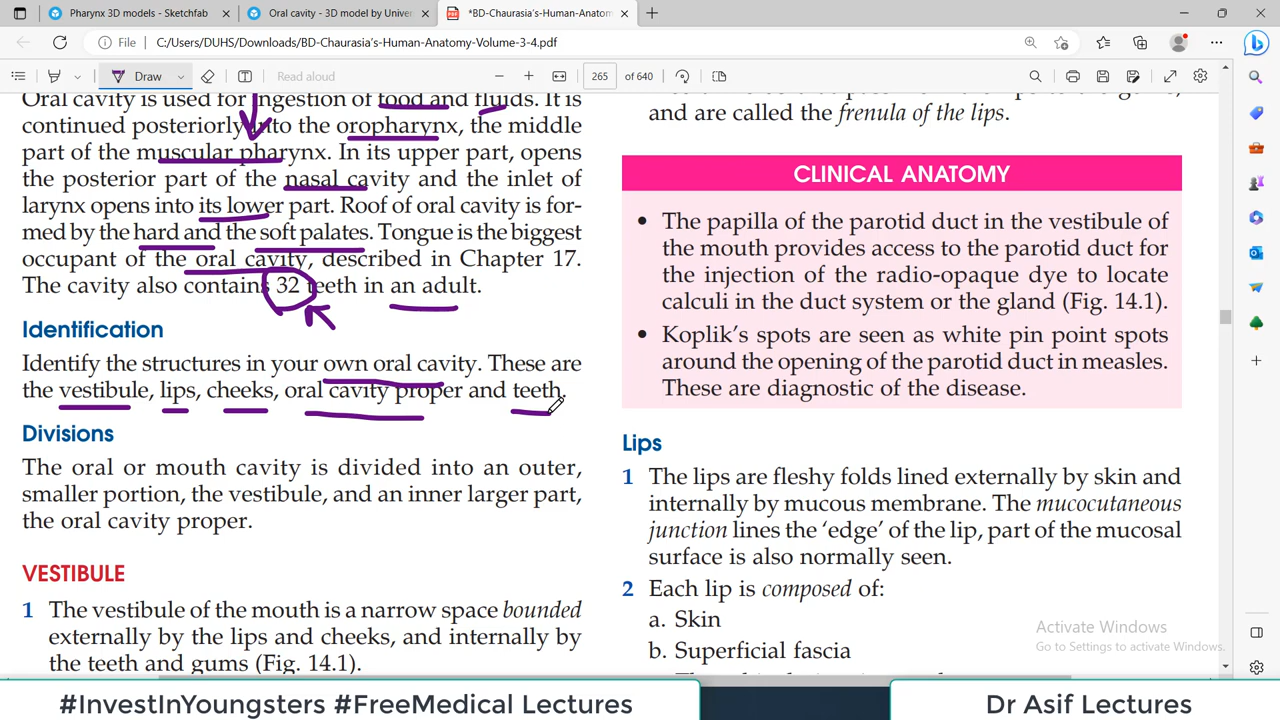 Pharynx 3D models - Sketchfab
Oral cavity - 3D model by Univer
*BD-Chaurasia's-Human-Anatom
File
C:/Users/DUHS/Downloads/BD-Chaurasia's-Human-Anatomy-Volume-3-4.pdf
Draw
Read aloud
265 of 640
Oral cavity is used for ingestion of food and fluids. It is
continued posteriorly into the oropharynx, the middle
part of the muscular pharynx. In its upper part, opens
the posterior part of the nasal cavity and the inlet of
larynx opens into its lower part. Roof of oral cavity is for-
med by the hard and the soft palates. Tongue is the biggest
occupant of the oral cavity, described in Chapter 17.
The cavity also contains 32 teeth in an adult.
Identification
Identify the structures in your own oral cavity. These are
the vestibule, lips, cheeks, oral cavity proper and teeth.
Divisions
The oral or mouth cavity is divided into an outer,
smaller portion, the vestibule, and an inner larger part,
the oral cavity proper.
VESTIBULE
1 The vestibule of the mouth is a narrow space bounded
externally by the lips and cheeks, and internally by
the teeth and gums (Fig. 14.1).
and are called the frenula of the lips.
CLINICAL ANATOMY
• The papilla of the parotid duct in the vestibule of
the mouth provides access to the parotid duct for
the injection of the radio-opaque dye to locate
calculi in the duct system or the gland (Fig. 14.1).
• Koplik's spots are seen as white pin point spots
around the opening of the parotid duct in measles.
These are diagnostic of the disease.
Lips
1 The lips are fleshy folds lined externally by skin and
internally by mucous membrane. The mucocutaneous
junction lines the 'edge' of the lip, part of the mucosal
surface is also normally seen.
2 Each lip is composed of:
a. Skin
b. Superficial fascia
Activate Windows
Go to Settings to activate Windows.
#InvestInYoungsters #FreeMedical Lectures
Dr Asif Lectures